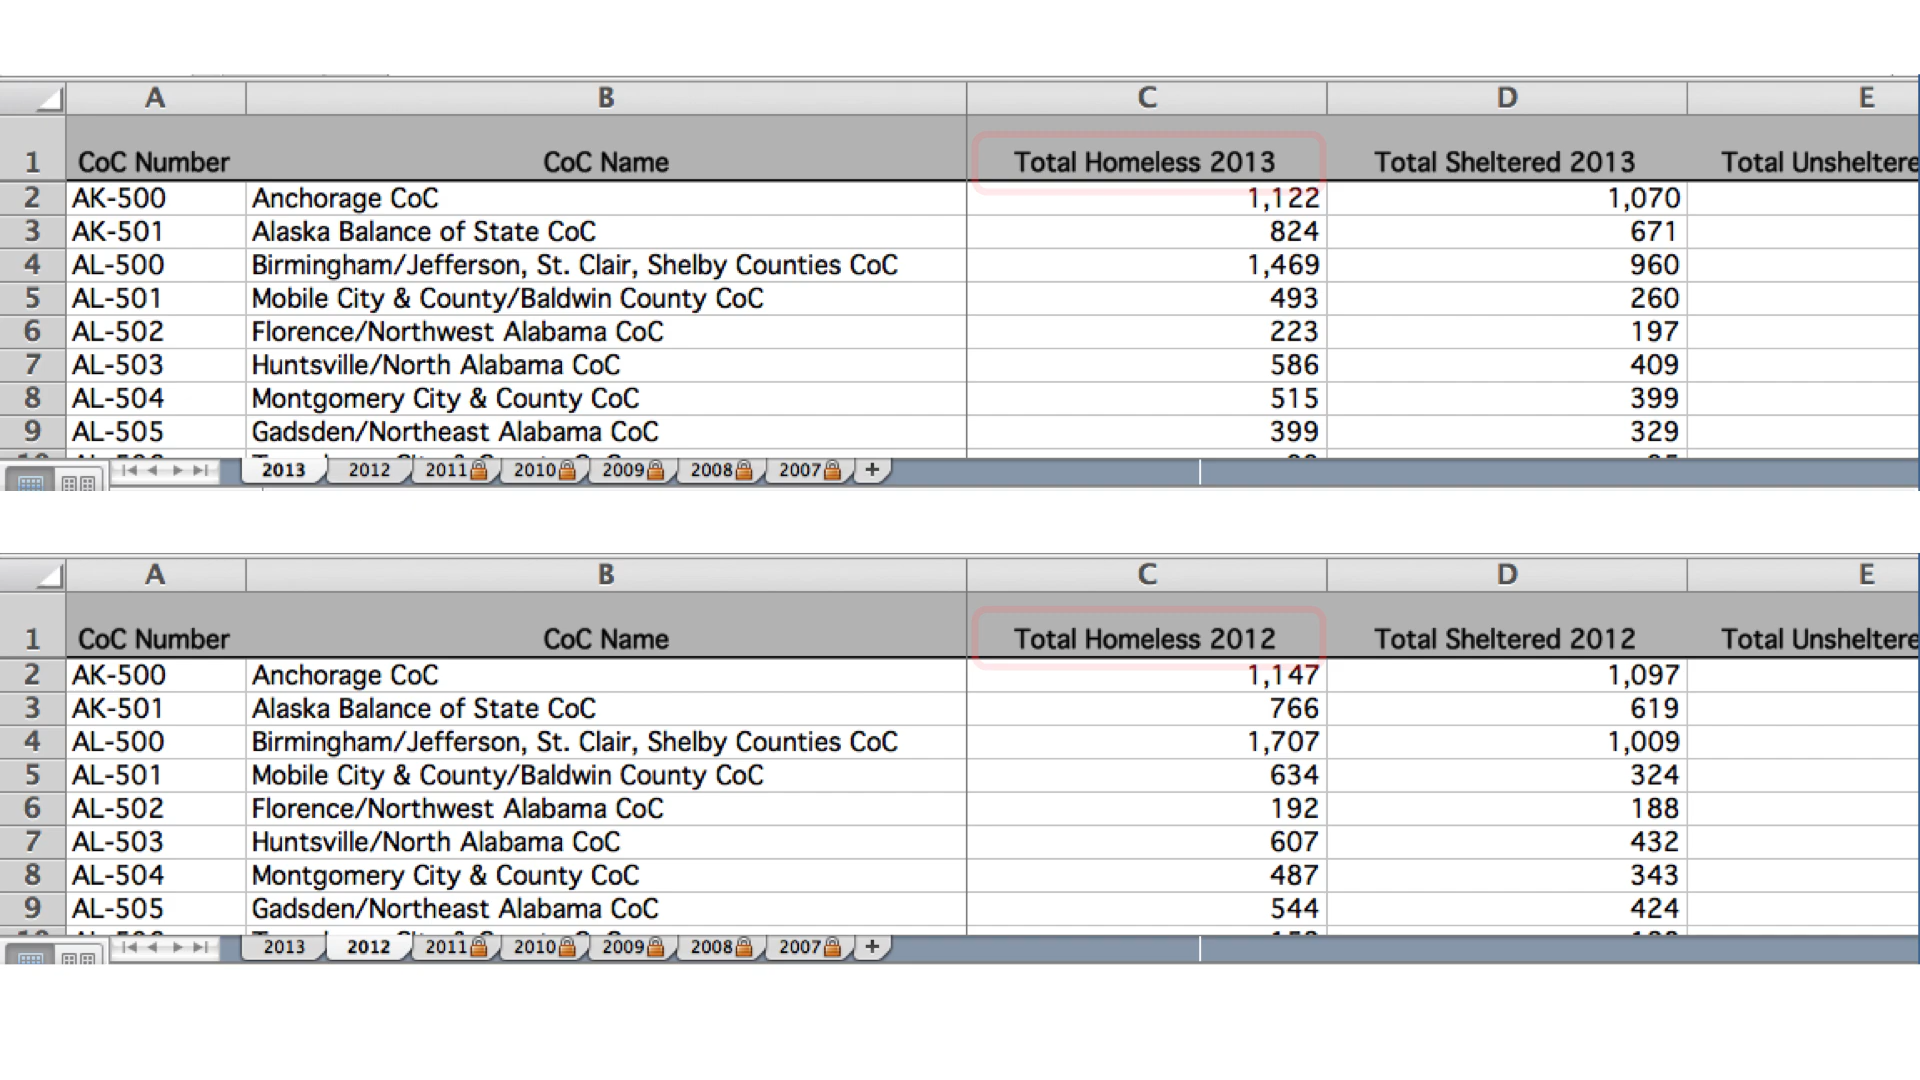 A B C D E
1 CoC Number CoC Name Total Homeless 2013 Total Sheltered 2013 Total Unsheltere
2 AK-500 Anchorage CoC 1,122 1,070
3 AK-501 Alaska Balance of State CoC 824 671
4 AL-500 Birmingham/Jefferson, St. Clair, Shelby Counties CoC 1,469 960
5 AL-501 Mobile City & County/Baldwin County CoC 493 260
6 AL-502 Florence/Northwest Alabama CoC 223 197
7 AL-503 Huntsville/North Alabama CoC 586 409
8 AL-504 Montgomery City & County CoC 515 399
9 AL-505 Gadsden/Northeast Alabama CoC 399 329
2013 2012 2011 2010 2009 2008 2007 +
A B C D E
1 CoC Number CoC Name Total Homeless 2012 Total Sheltered 2012 Total Unsheltere
2 AK-500 Anchorage CoC 1,147 1,097
3 AK-501 Alaska Balance of State CoC 766 619
4 AL-500 Birmingham/Jefferson, St. Clair, Shelby Counties CoC 1,707 1,009
5 AL-501 Mobile City & County/Baldwin County CoC 634 324
6 AL-502 Florence/Northwest Alabama CoC 192 188
7 AL-503 Huntsville/North Alabama CoC 607 432
8 AL-504 Montgomery City & County CoC 487 343
9 AL-505 Gadsden/Northeast Alabama CoC 544 424
2013 2012 2011 2010 2009 2008 2007 +